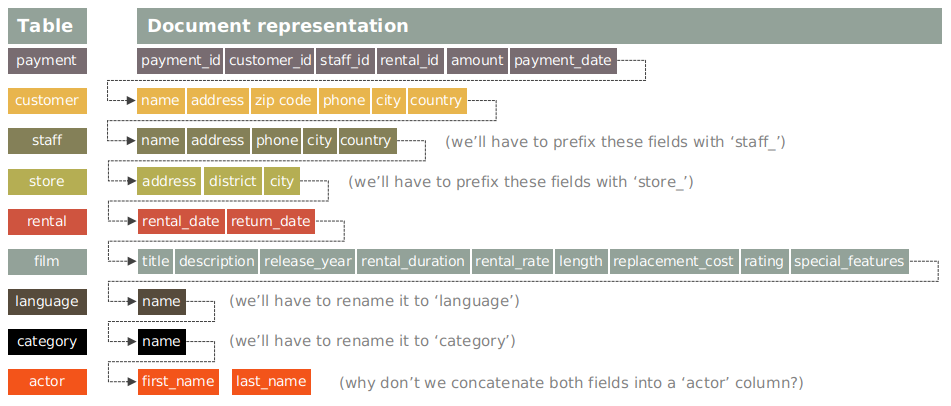 Table Document representation
payment payment_id customer_id staff_id rental_id amount payment_date
customer name address zip code phone city country
staff name address phone city country (we’ll have to prefix these fields with ‘staff_’)
store address district city (we’ll have to prefix these fields with ‘store_’)
rental rental_date return_date
film title description release_year rental_duration rental_rate length replacement_cost rating special_features
language name (we’ll have to rename it to ‘language’)
category name (we’ll have to rename it to ‘category’)
actor first_name last_name (why don’t we concatenate both fields into a ‘actor’ column?)